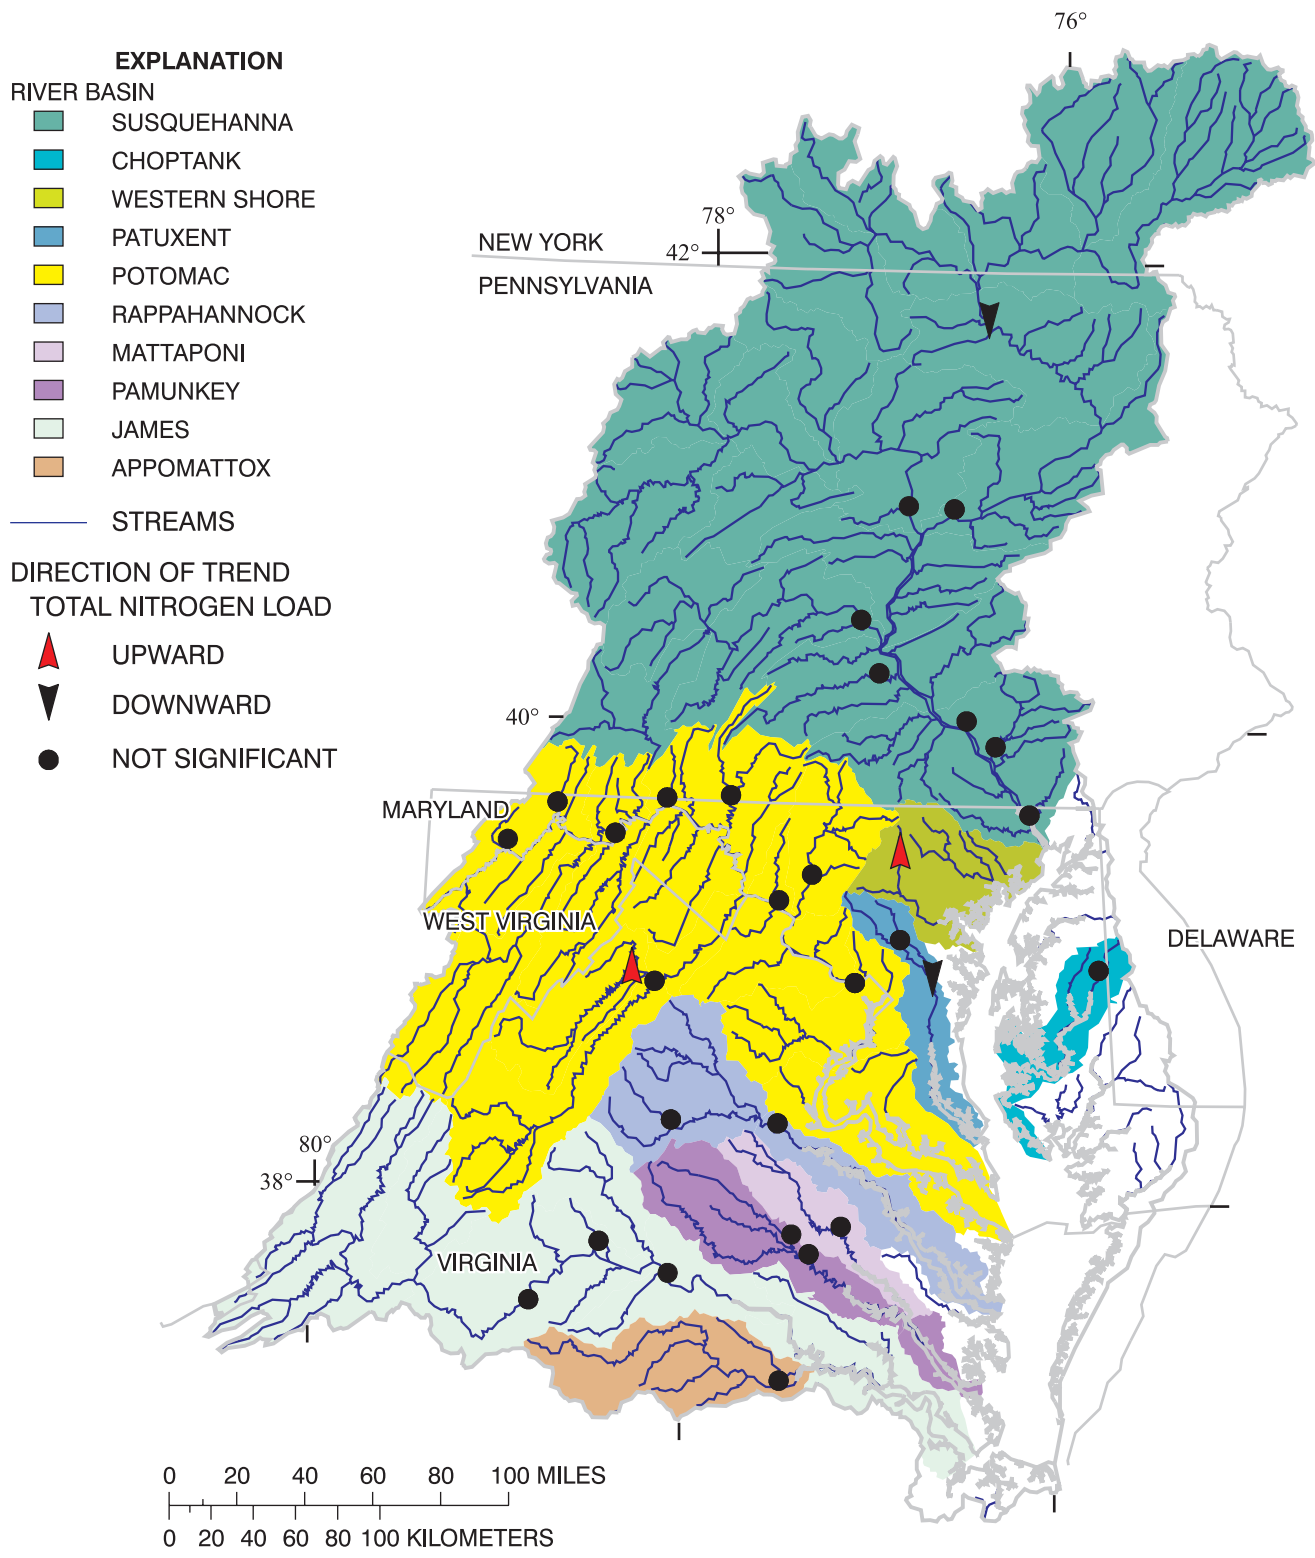 EXPLANATION
RIVER BASIN
SUSQUEHANNA
CHOPTANK
WESTERN SHORE
PATUXENT
POTOMAC
RAPPAHANNOCK
MATTAPONI
PAMUNKEY
JAMES
APPOMATTOX
STREAMS
DIRECTION OF TREND
TOTAL NITROGEN LOAD
UPWARD
DOWNWARD
NOT SIGNIFICANT
76°
78°
42°
NEW YORK
PENNSYLVANIA
40°
MARYLAND
WEST VIRGINIA
DELAWARE
80°
38°
VIRGINIA
0 20 40 60 80 100 MILES
0 20 40 60 80 100 KILOMETERS